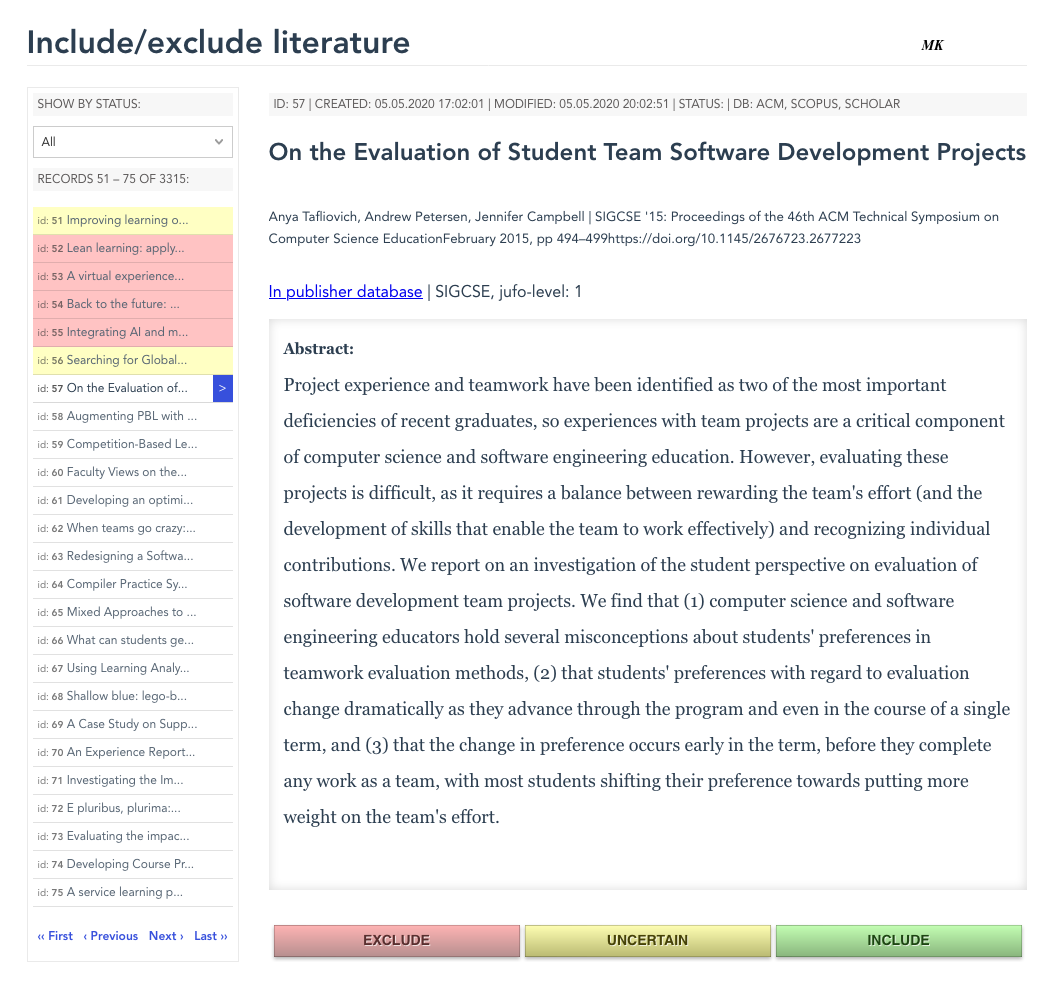 Include/exclude literature
MK
SHOW BY STATUS:
All
RECORDS 51 – 75 OF 3315:
id: 51 Improving learning o...
id: 52 Lean learning: apply...
id: 53 A virtual experience...
id: 54 Back to the future: ...
id: 55 Integrating AI and m...
id: 56 Searching for Global...
id: 57 On the Evaluation of... >
id: 58 Augmenting PBL with ...
id: 59 Competition-Based Le...
id: 60 Faculty Views on the...
id: 61 Developing an optimi...
id: 62 When teams go crazy:...
id: 63 Redesigning a Softwa...
id: 64 Compiler Practice Sy...
id: 65 Mixed Approaches to ...
id: 66 What can students ge...
id: 67 Using Learning Analy...
id: 68 Shallow blue: lego-b...
id: 69 A Case Study on Supp...
id: 70 An Experience Report...
id: 71 Investigating the Im...
id: 72 E pluribus, plurima:...
id: 73 Evaluating the impac...
id: 74 Developing Course Pr...
id: 75 A service learning p...
‹‹ First ‹ Previous Next › Last ››
ID: 57 | CREATED: 05.05.2020 17:02:01 | MODIFIED: 05.05.2020 20:02:51 | STATUS: | DB: ACM, SCOPUS, SCHOLAR
On the Evaluation of Student Team Software Development Projects
Anya Tafliovich, Andrew Petersen, Jennifer Campbell | SIGCSE '15: Proceedings of the 46th ACM Technical Symposium on
Computer Science EducationFebruary 2015, pp 494–499https://doi.org/10.1145/2676723.2677223
In publisher database | SIGCSE, jufo-level: 1
Abstract:
Project experience and teamwork have been identified as two of the most important
deficiencies of recent graduates, so experiences with team projects are a critical component
of computer science and software engineering education. However, evaluating these
projects is difficult, as it requires a balance between rewarding the team's effort (and the
development of skills that enable the team to work effectively) and recognizing individual
contributions. We report on an investigation of the student perspective on evaluation of
software development team projects. We find that (1) computer science and software
engineering educators hold several misconceptions about students' preferences in
teamwork evaluation methods, (2) that students' preferences with regard to evaluation
change dramatically as they advance through the program and even in the course of a single
term, and (3) that the change in preference occurs early in the term, before they complete
any work as a team, with most students shifting their preference towards putting more
weight on the team's effort.
EXCLUDE
UNCERTAIN
INCLUDE